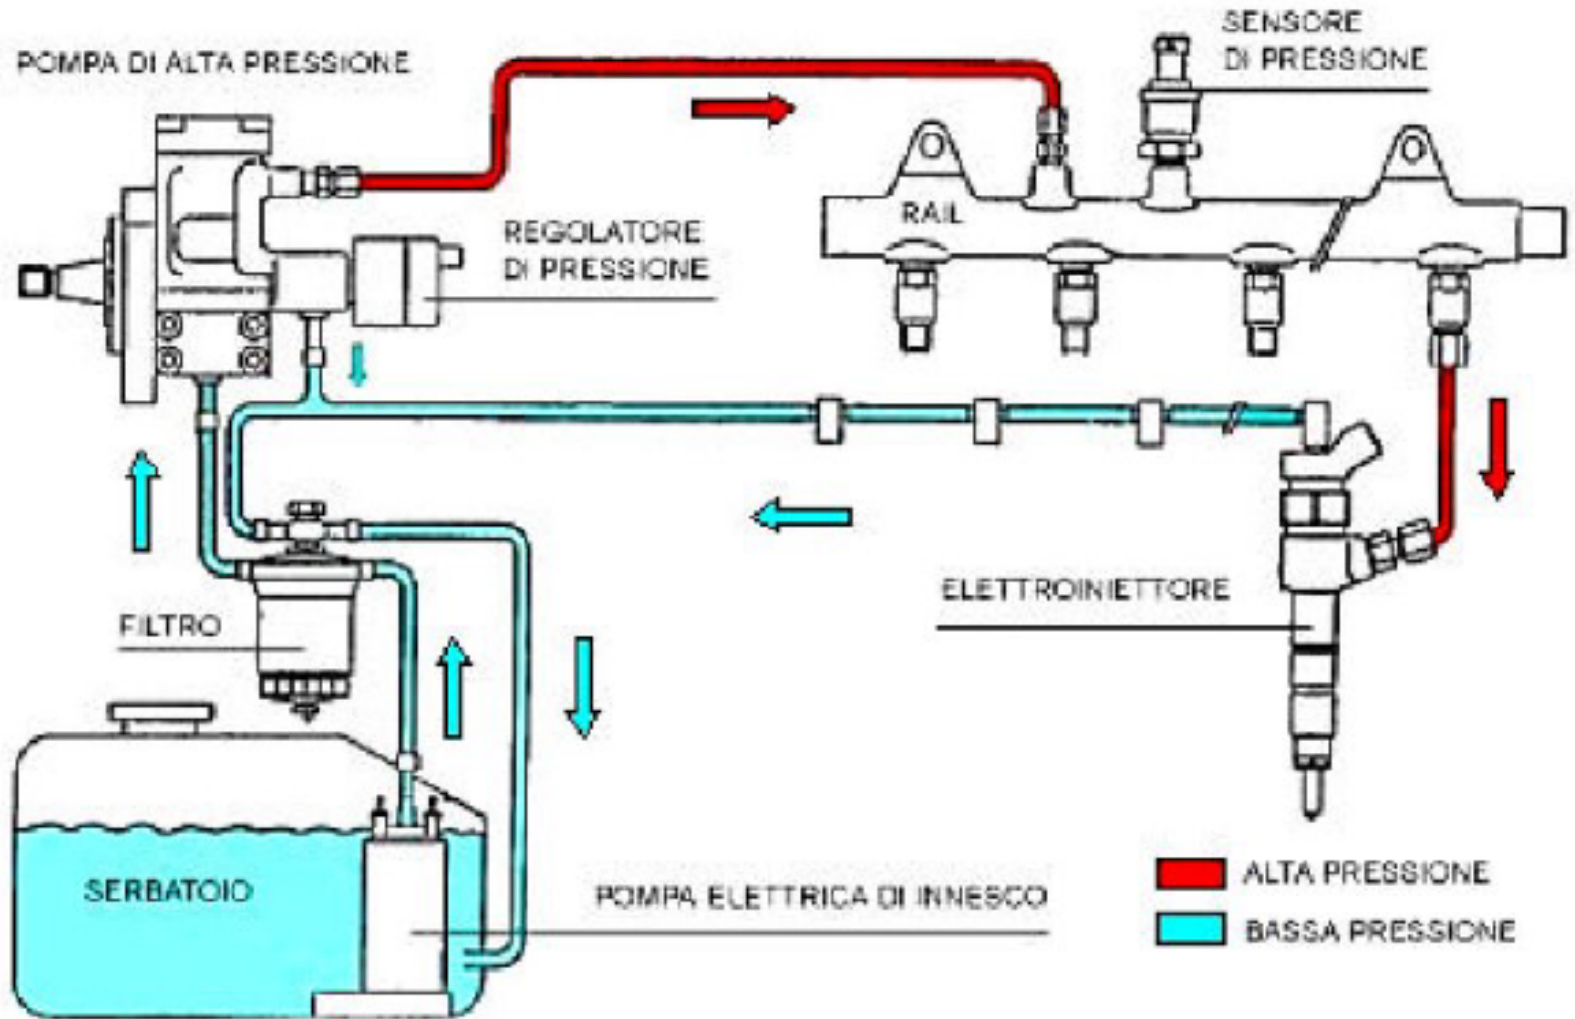 POMPA DI ALTA PRESSIONE
SENSORE
DI PRESSIONE
RAIL
REGOLATORE
DI PRESSIONE
ELETTROINIETTORE
FILTRO
SERBATOIO
POMPA ELETTRICA DI INNESCO
ALTA PRESSIONE
BASSA PRESSIONE